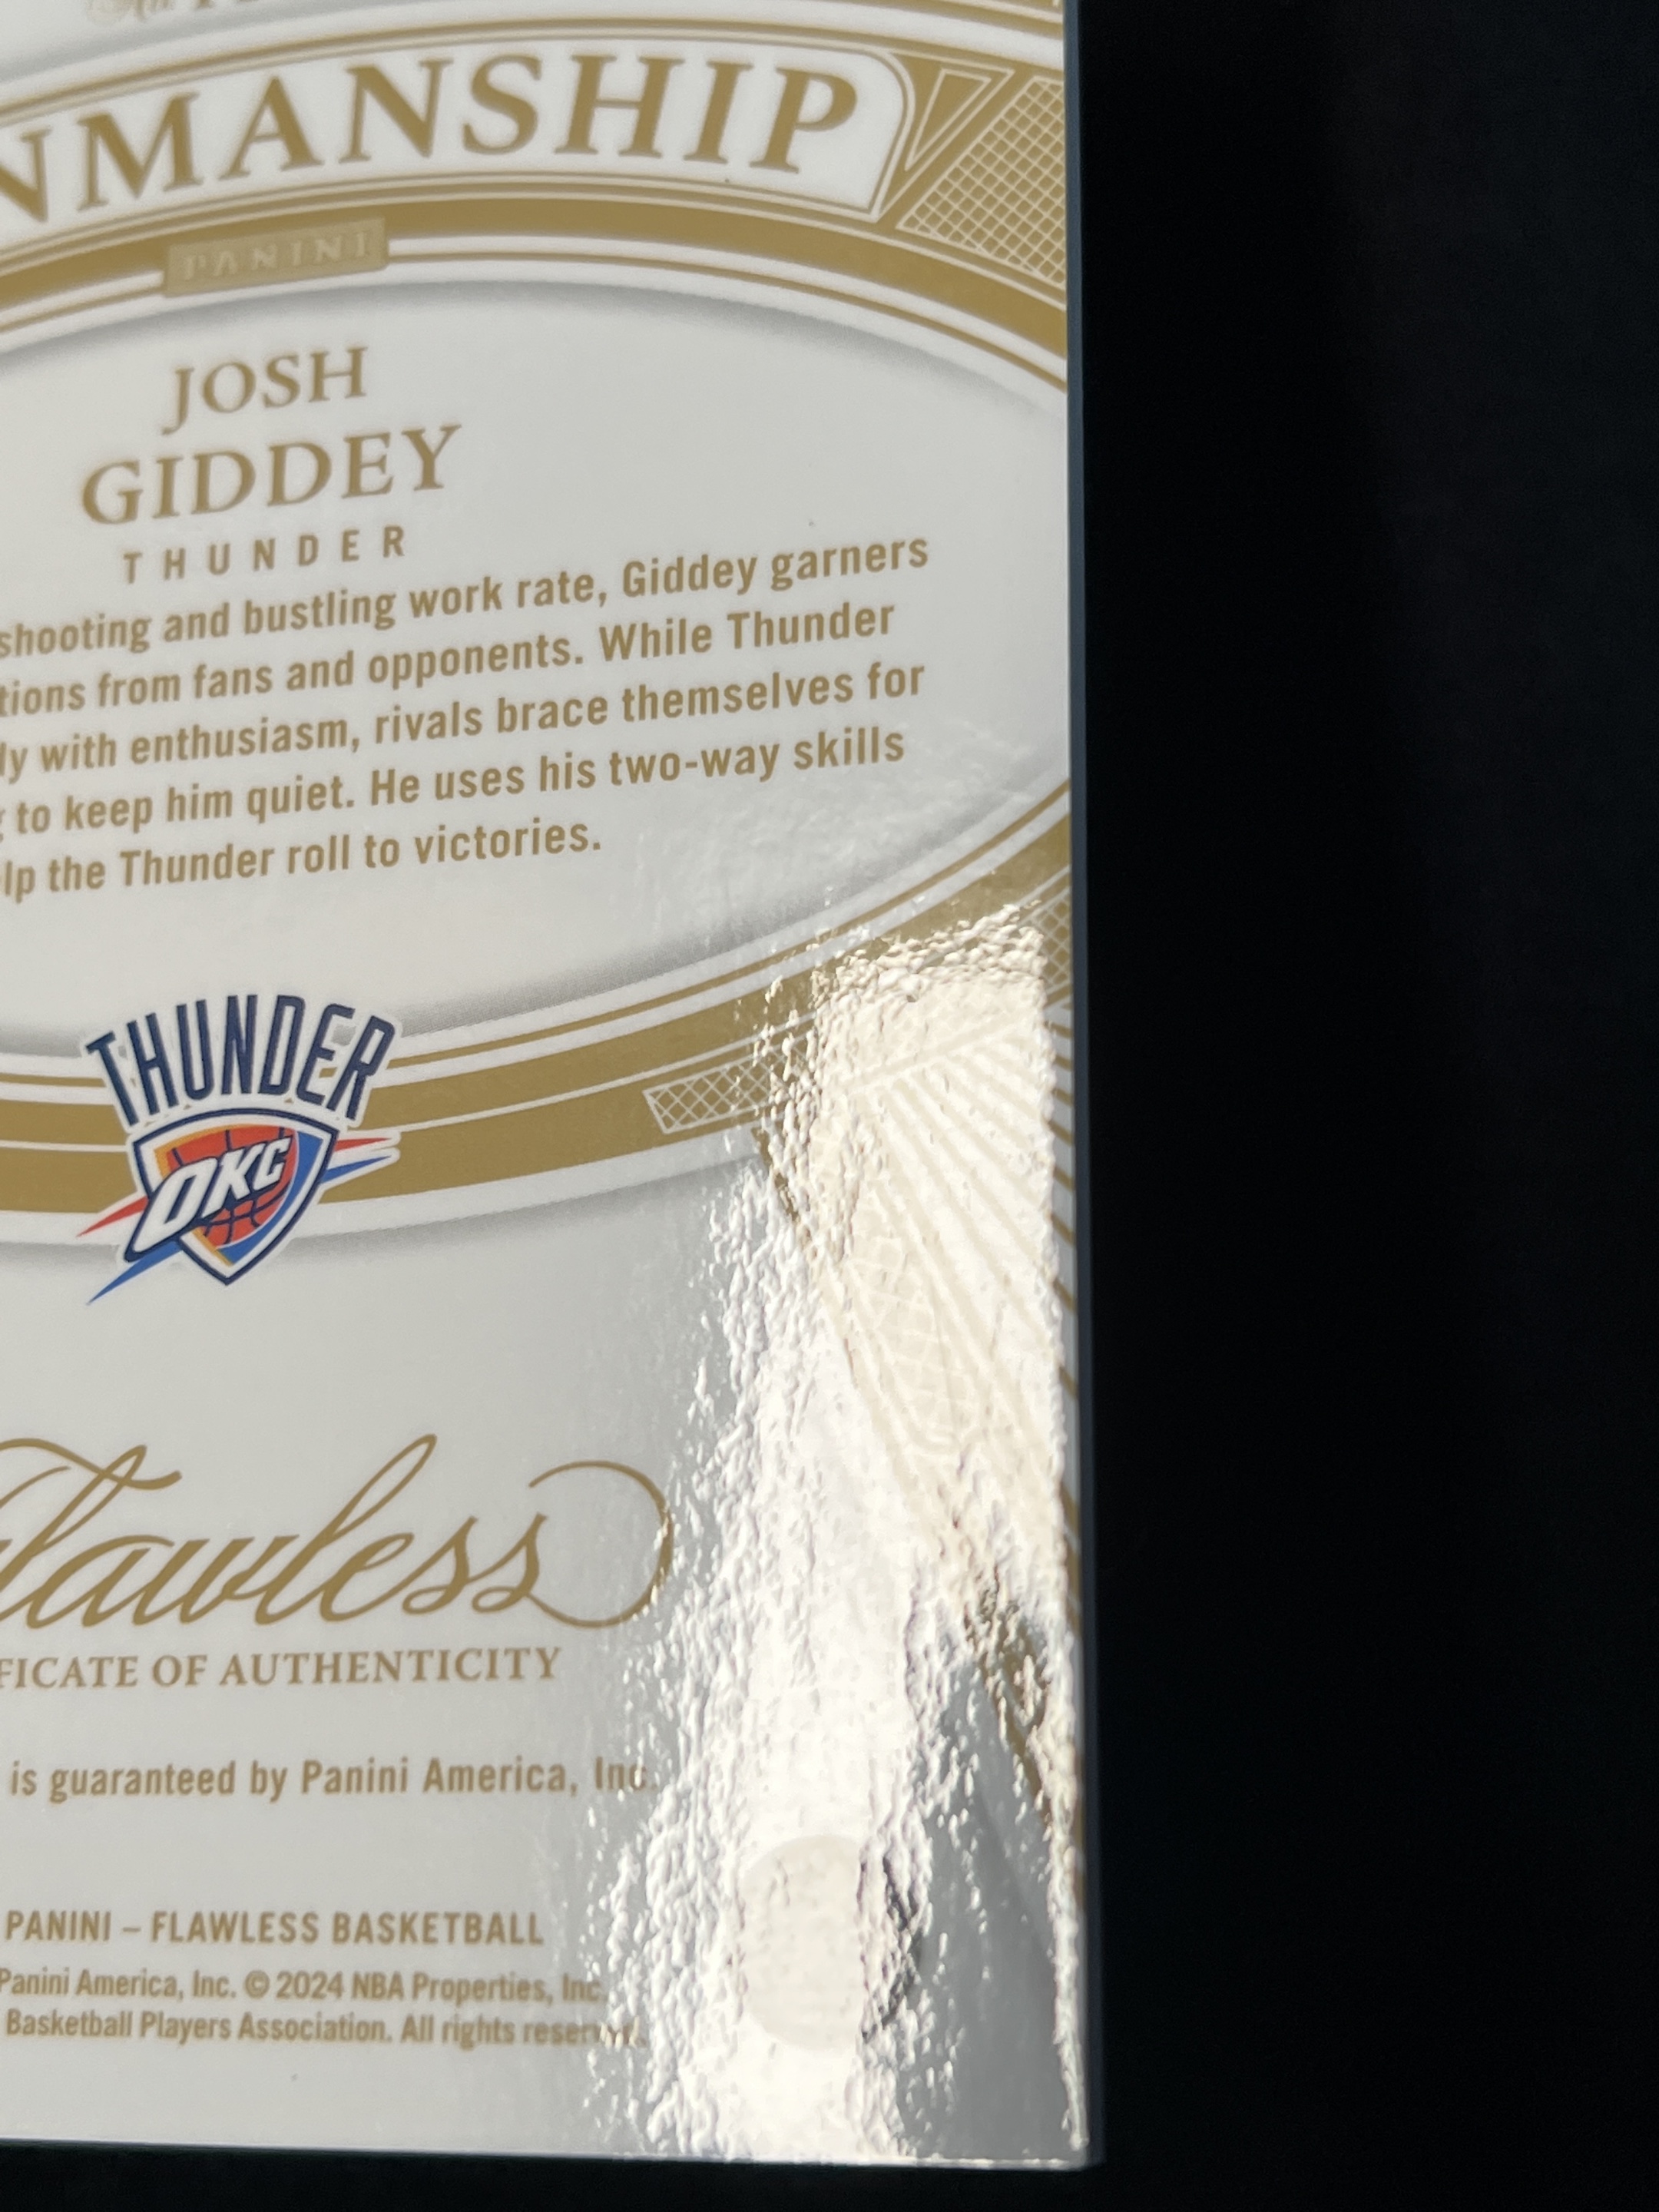 NMANSHIP
PANINI
JOSH
GIDDEY
THUNDER
shooting and bustling work rate, Giddey garners
tions from fans and opponents. While Thunder
ly with enthusiasm, rivals brace themselves for
to keep him quiet. He uses his two-way skills
lp the Thunder roll to victories.
THUNDER
OKC
Flawless
FICATE OF AUTHENTICITY
is guaranteed by Panini America, Inc.
PANINI – FLAWLESS BASKETBALL
Panini America, Inc. © 2024 NBA Properties, Inc.
Basketball Players Association. All rights reserved.